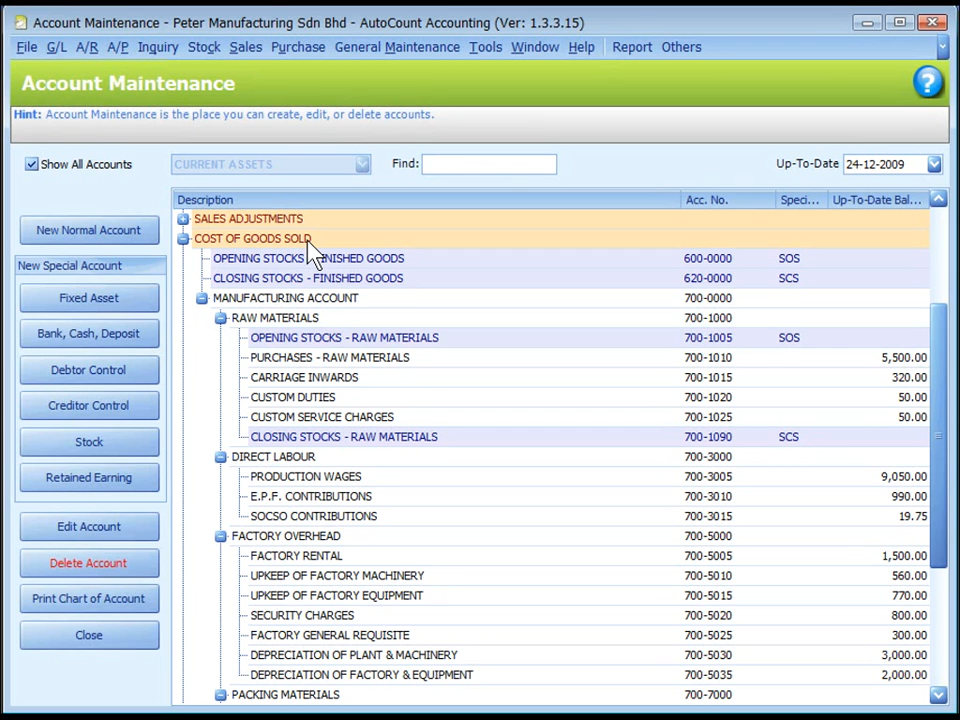 Account Maintenance - Peter Manufacturing Sdn Bhd - AutoCount Accounting (Ver: 1.3.3.15)
File G/L A/R A/P Inquiry Stock Sales Purchase General Maintenance Tools Window Help Report Others
Account Maintenance
Hint: Account Maintenance is the place you can create, edit, or delete accounts.
Show All Accounts CURRENT ASSETS Find: Up-To-Date 24-12-2009
Description Acc. No. Speci... Up-To-Date Bal...
New Normal Account
New Special Account
Fixed Asset
Bank, Cash, Deposit
Debtor Control
Creditor Control
Stock
Retained Earning
Edit Account
Delete Account
Print Chart of Account
Close
SALES ADJUSTMENTS
COST OF GOODS SOLD
OPENING STOCKS - FINISHED GOODS 600-0000 SOS
CLOSING STOCKS - FINISHED GOODS 620-0000 SCS
MANUFACTURING ACCOUNT 700-0000
RAW MATERIALS 700-1000
OPENING STOCKS - RAW MATERIALS 700-1005 SOS
PURCHASES - RAW MATERIALS 700-1010 5,500.00
CARRIAGE INWARDS 700-1015 320.00
CUSTOM DUTIES 700-1020 50.00
CUSTOM SERVICE CHARGES 700-1025 50.00
CLOSING STOCKS - RAW MATERIALS 700-1090 SCS
DIRECT LABOUR 700-3000
PRODUCTION WAGES 700-3005 9,050.00
E.P.F. CONTRIBUTIONS 700-3010 990.00
SOCSO CONTRIBUTIONS 700-3015 19.75
FACTORY OVERHEAD 700-5000
FACTORY RENTAL 700-5005 1,500.00
UPKEEP OF FACTORY MACHINERY 700-5010 560.00
UPKEEP OF FACTORY EQUIPMENT 700-5015 770.00
SECURITY CHARGES 700-5020 800.00
FACTORY GENERAL REQUISITE 700-5025 300.00
DEPRECIATION OF PLANT & MACHINERY 700-5030 3,000.00
DEPRECIATION OF FACTORY & EQUIPMENT 700-5035 2,000.00
PACKING MATERIALS 700-7000